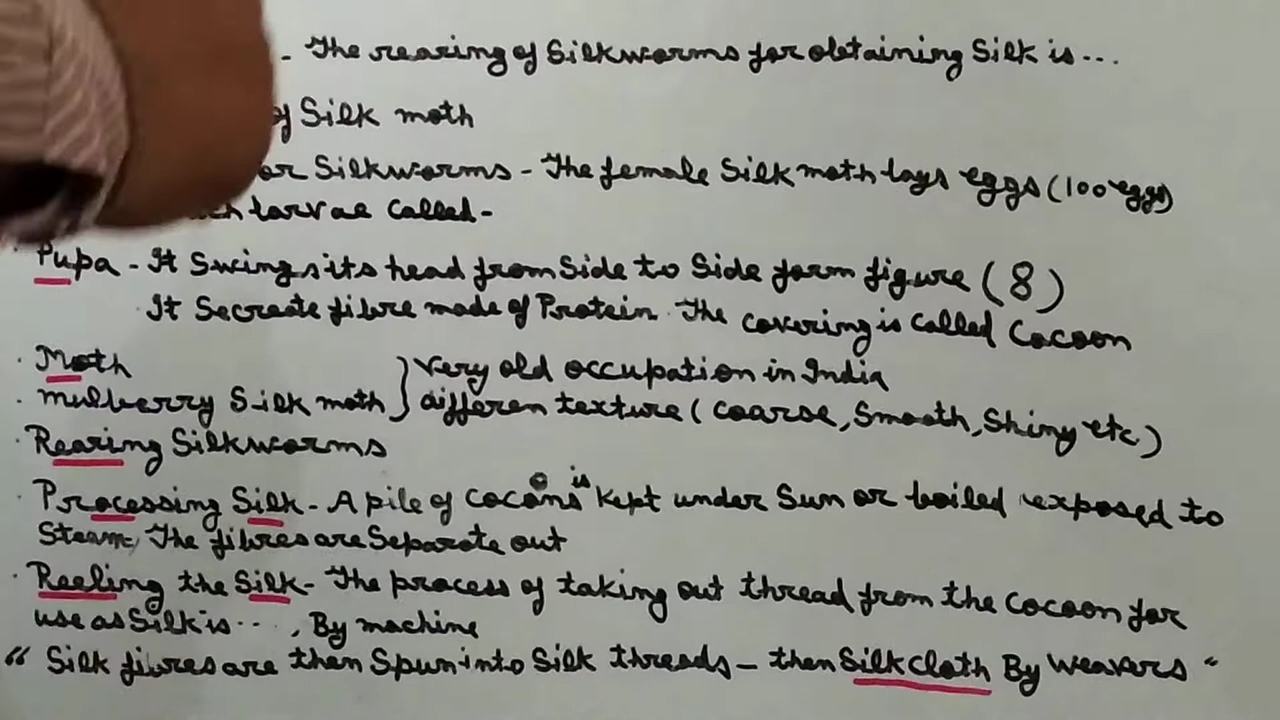 - The rearing of Silkworms for obtaining Silk is...
of Silk moth
or Silkworms - The female Silk moth lays eggs (100 eggs)
larvae called -
· Pupa - It Swings its head from Side to Side form figure (8)
It Secreate fibre made of Protein. The covering is called Cocoon
· Moth } Very old occupation in India
· mulberry Silk moth } differen texture (coarse, Smooth, Shiny etc)
· Rearing Silkworms
· Processing Silk - A pile of cocoons is kept under Sun or boiled exposed to
Steam, The fibres are Separate out
· Reeling the Silk - The process of taking out thread from the cocoon for
use as Silk is ..., By machine
“ Silk fibres are then Spun into Silk threads - then Silk cloth By Weavers "